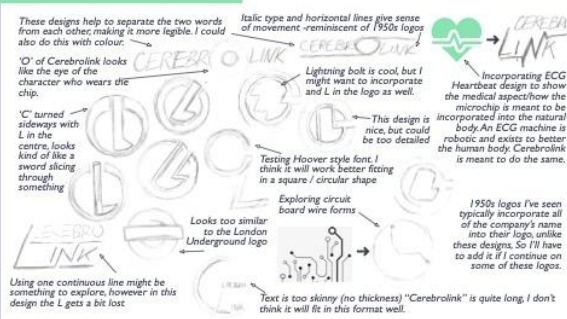 These designs help to separate the two words
from each other, making it more legible. I could
also do this with colour.
Italic type and horizontal lines give sense
of movement -reminiscent of 1950s logos
CEREBRO LINK
CEREBROLINK
CEREBRO
LINK
'O' of Cerebrolink looks
like the eye of the
character who wears the
chip.
Lightning bolt is cool, but I
might want to incorporate
and L in the logo as well.
Incorporating ECG
Heartbeat design to show
the medical aspect/how the
microchip is meant to be
incorporated into the natural
body. An ECG machine is
robotic and exists to better
the human body. Cerebrolink
is meant to do the same.
'C' turned
sideways with
L in the
centre, looks
kind of like a
sword slicing
through
something
This design is
nice, but could
be too detailed
Testing Hoover style font. I
think it will work better fitting
in a square / circular shape
Exploring circuit
board wire forms
1950s logos I've seen
typically incorporate all
of the company's name
into their logo, unlike
these designs, So I'll have
to add it if I continue on
some of these logos.
CEREBRO
LINK
Looks too similar
to the London
Underground logo
Using one continuous line might be
something to explore, however in this
design the L gets a bit lost
Text is too skinny (no thickness) "Cerebrolink" is quite long, I don't
think it will fit in this format well.